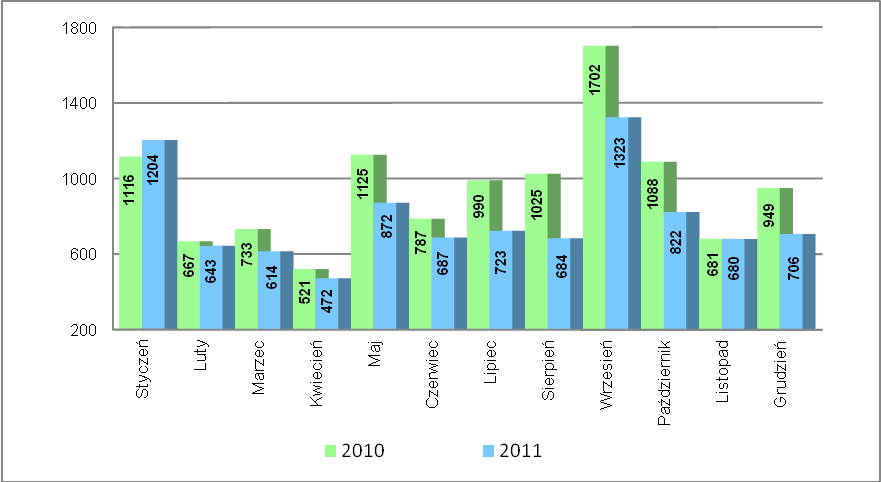 1800
1400
1000
600
200
1116
1204
667
643
733
614
521
472
1125
872
787
687
990
723
1025
684
1702
1323
1088
822
681
680
949
706
Styczeń
Luty
Marzec
Kwiecień
Maj
Czerwiec
Lipiec
Sierpień
Wrzesień
Październik
Listopad
Grudzień
2010
2011